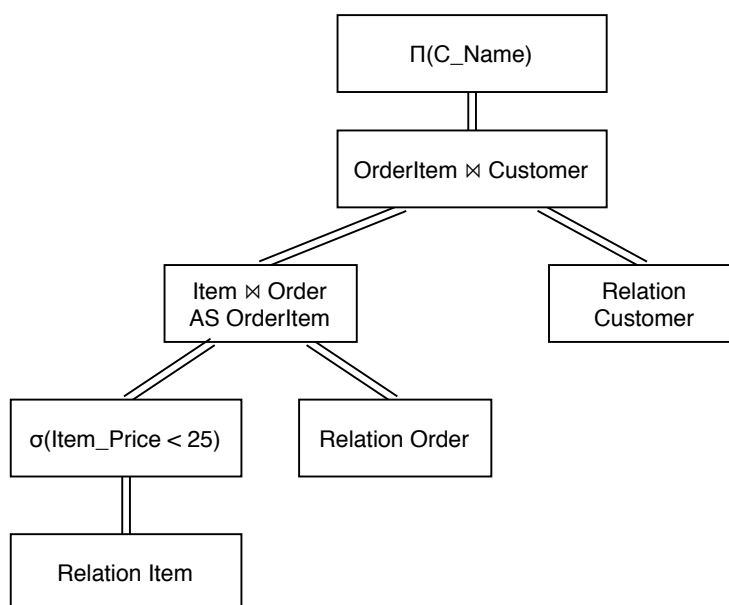 Π(C_Name)
OrderItem ⋈ Customer
Item ⋈ Order
AS OrderItem
Relation
Customer
σ(Item_Price < 25)
Relation Order
Relation Item